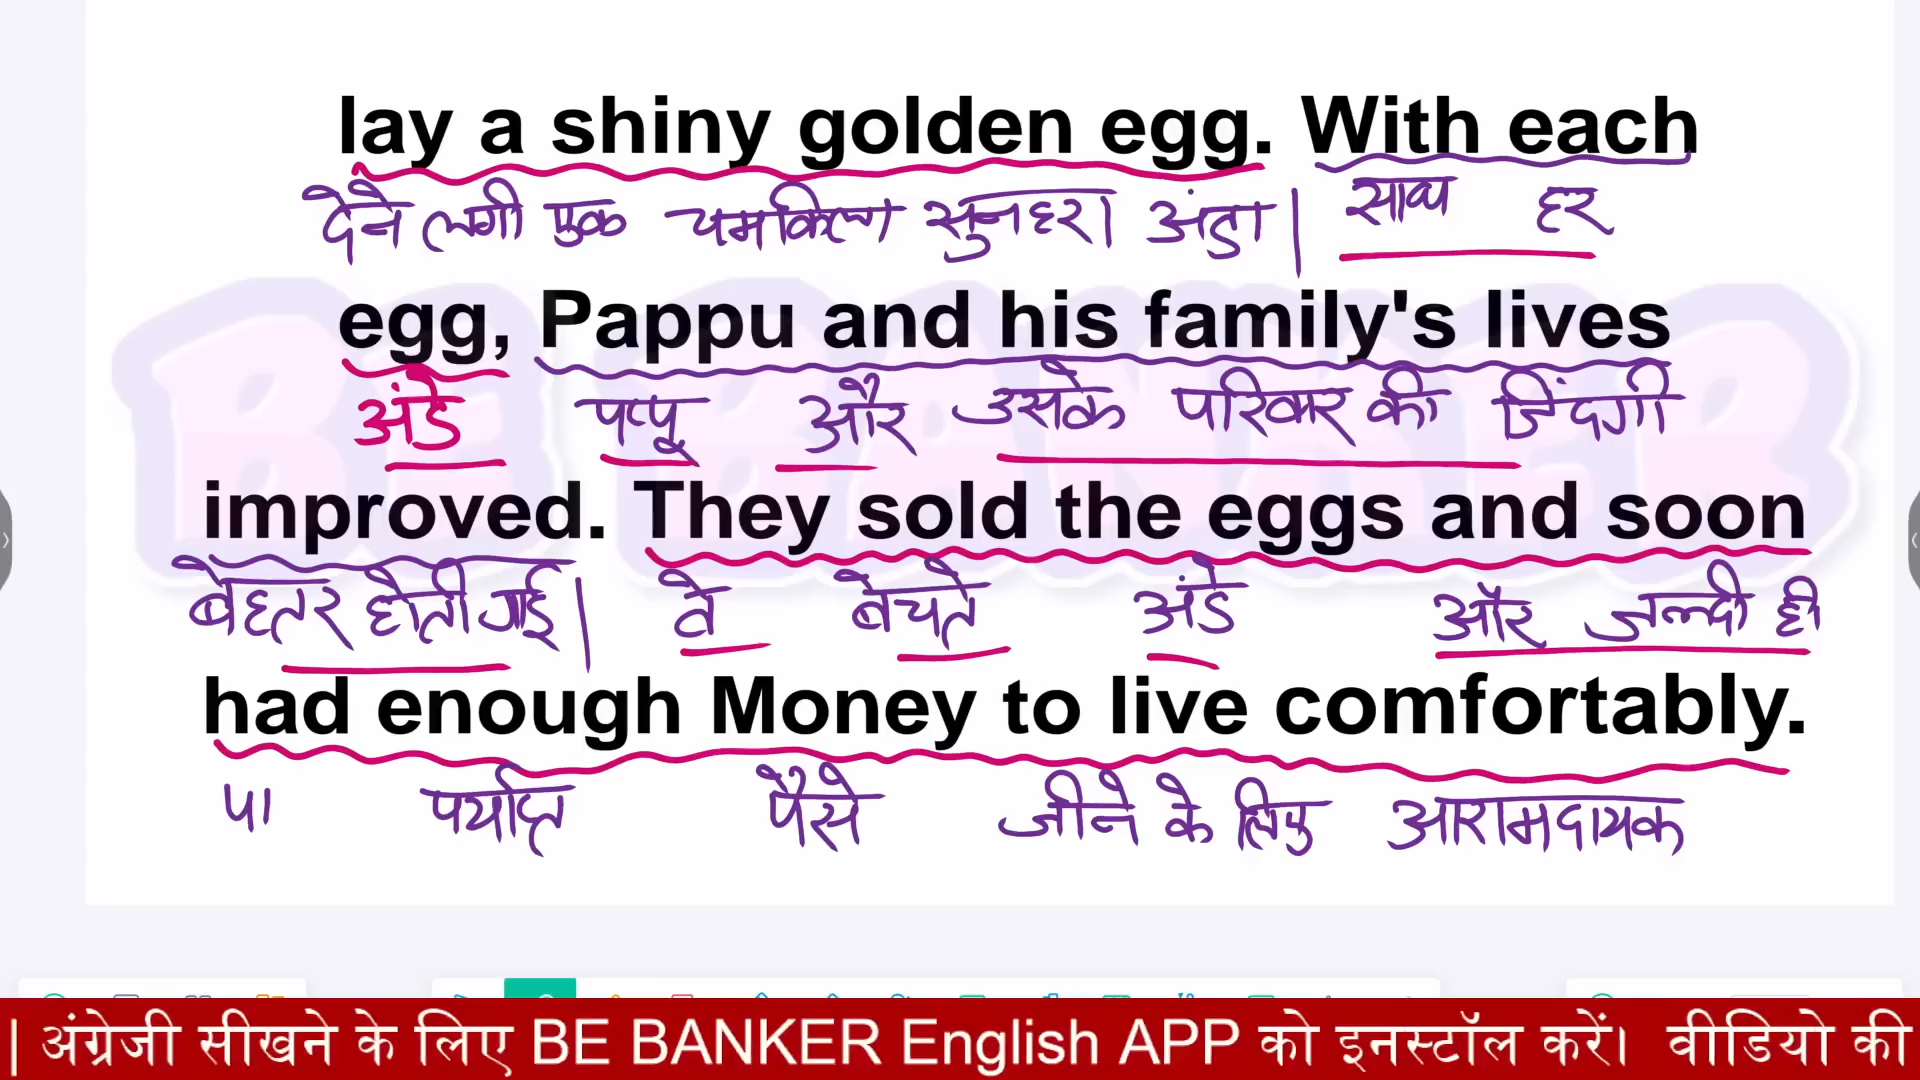 lay a shiny golden egg. With each
देने लगी एक चमकिला सुनहरा अंडा | साथ हर
egg, Pappu and his family's lives
अंडे पप्पू और उसके परिवार की जिंदगी
improved. They sold the eggs and soon
बेहतर होती गई | वे बेचते अंडे और जल्दी ही
had enough Money to live comfortably.
पा पर्याप्त पैसे जीने के लिए आरामदायक
BE BANKER
| अंग्रेजी सीखने के लिए BE BANKER English APP को इनस्टॉल करें। वीडियो की